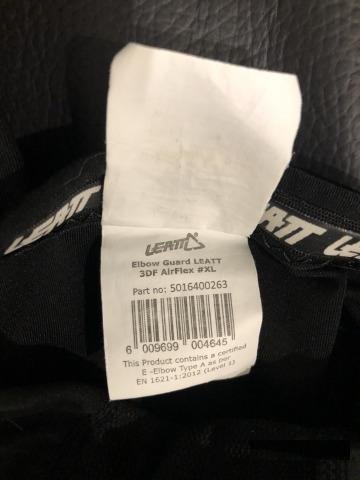 LEATT
LEATT
LEATT
Elbow Guard LEATT
3DF AirFlex #XL
Part no: 5016400263
6 009699 004645
This Product contains a certified
E -Elbow Type A as per
EN 1621-1:2012 (Level 1)